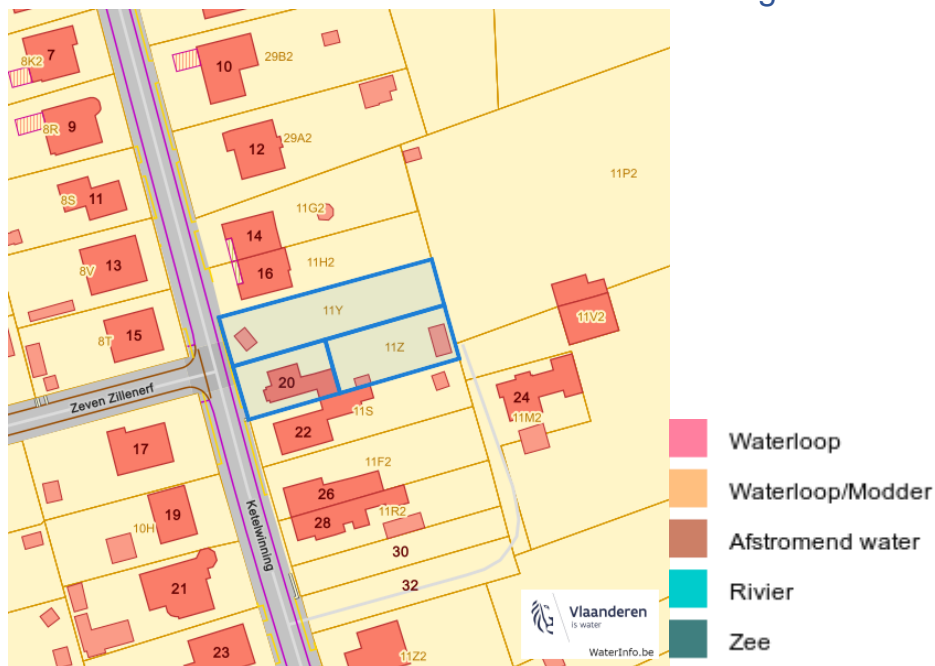 g
7
8K2
10
29B2
9
8R
12
29A2
11P2
11
8S
11G2
14
13
8V
16
11H2
11Y
11V2
15
8T
11Z
20
24
Zeven Zillenerf
11S
11M2
22
17
11F2
26
Ketelwinning
19
10H
28
11R2
30
21
32
23
11Z2
Vlaanderen
is water
WaterInfo.be
Waterloop
Waterloop/Modder
Afstromend water
Rivier
Zee